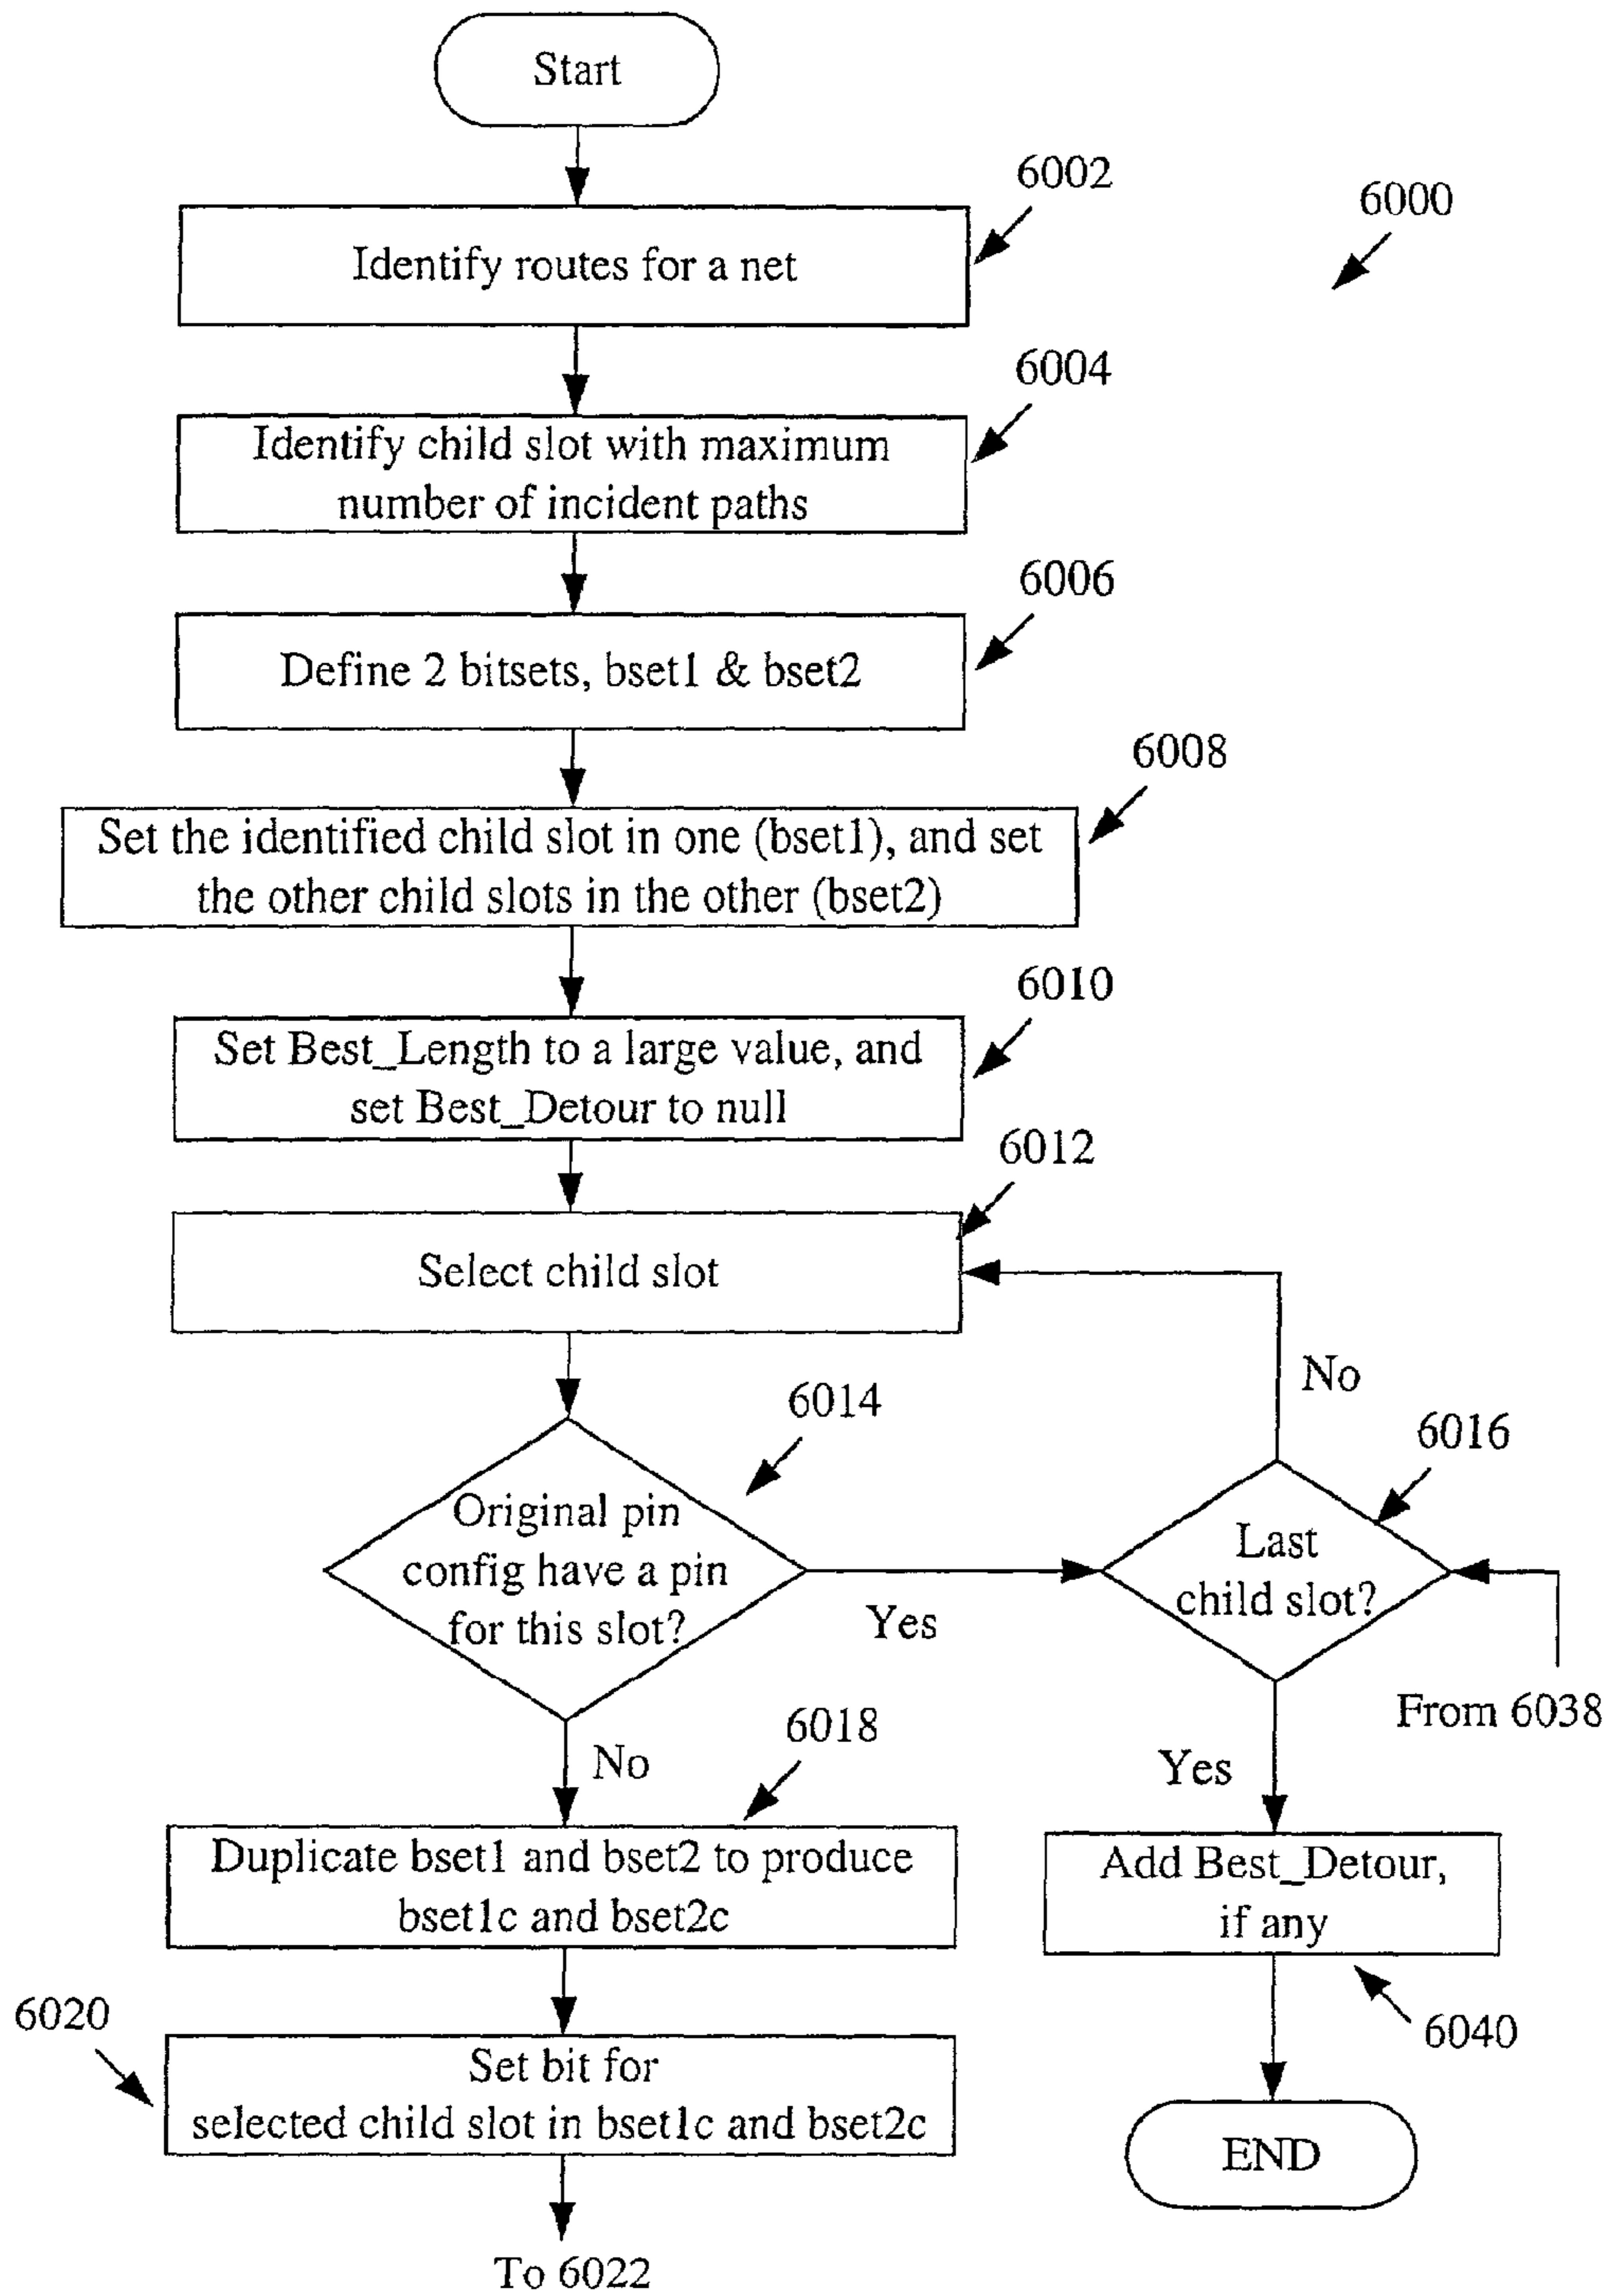 Start
6002
6000
Identify routes for a net
6004
Identify child slot with maximum
number of incident paths
6006
Define 2 bitsets, bset1 & bset2
6008
Set the identified child slot in one (bset1), and set
the other child slots in the other (bset2)
6010
Set Best_Length to a large value, and
set Best_Detour to null
6012
Select child slot
No
6014
6016
Original pin
config have a pin
for this slot?
Yes
Last
child slot?
From 6038
6018
No
Yes
Duplicate bset1 and bset2 to produce
bset1c and bset2c
Add Best_Detour,
if any
6020
6040
Set bit for
selected child slot in bset1c and bset2c
END
To 6022